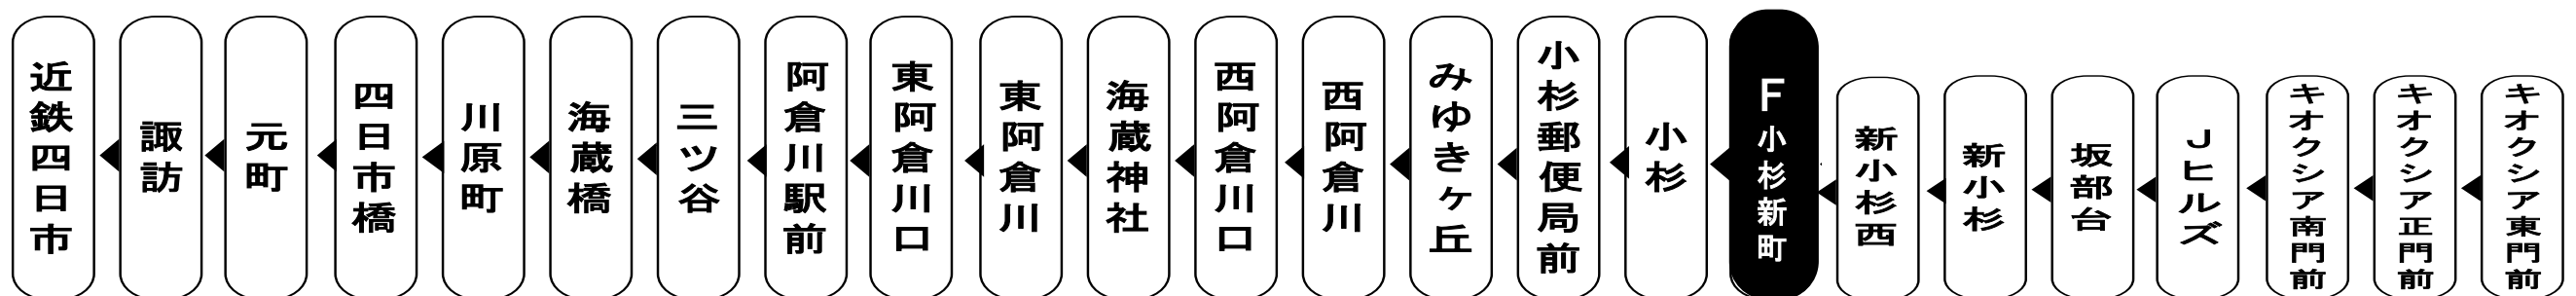 近鉄四日市
諏訪
元町
四日市橋
川原町
海蔵橋
三ツ谷
阿倉川駅前
東阿倉川口
東阿倉川
海蔵神社
西阿倉川口
西阿倉川
みゆきヶ丘
小杉郵便局前
小杉
F小杉新町
新小杉西
新小杉
坂部台
Jヒルズ
キオクシア南門前
キオクシア正門前
キオクシア東門前